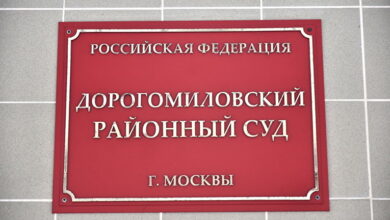 РОССИЙСКАЯ ФЕДЕРАЦИЯ
ДОРОГОМИЛОВСКИЙ
РАЙОННЫЙ СУД
Г. МОСКВЫ